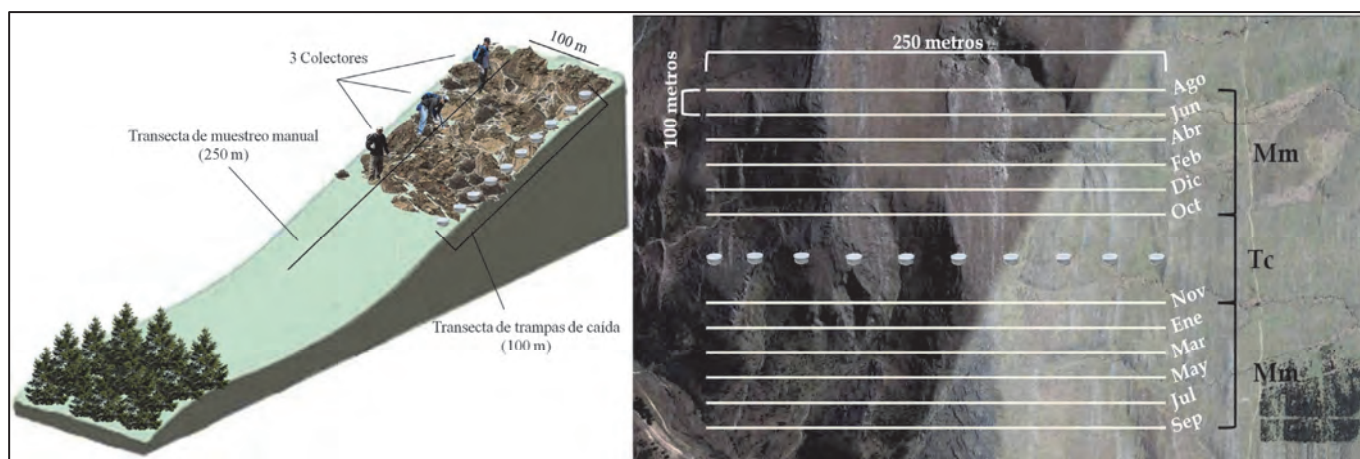 100 m
3 Colectores
Transecta de muestreo manual
(250 m)
Transecta de trampas de caída
(100 m)
250 metros
100 metros
Ago
Jun
Abr
Feb
Dic
Oct
Mm
Tc
Nov
Ene
Mar
May
Jul
Sep
Mm